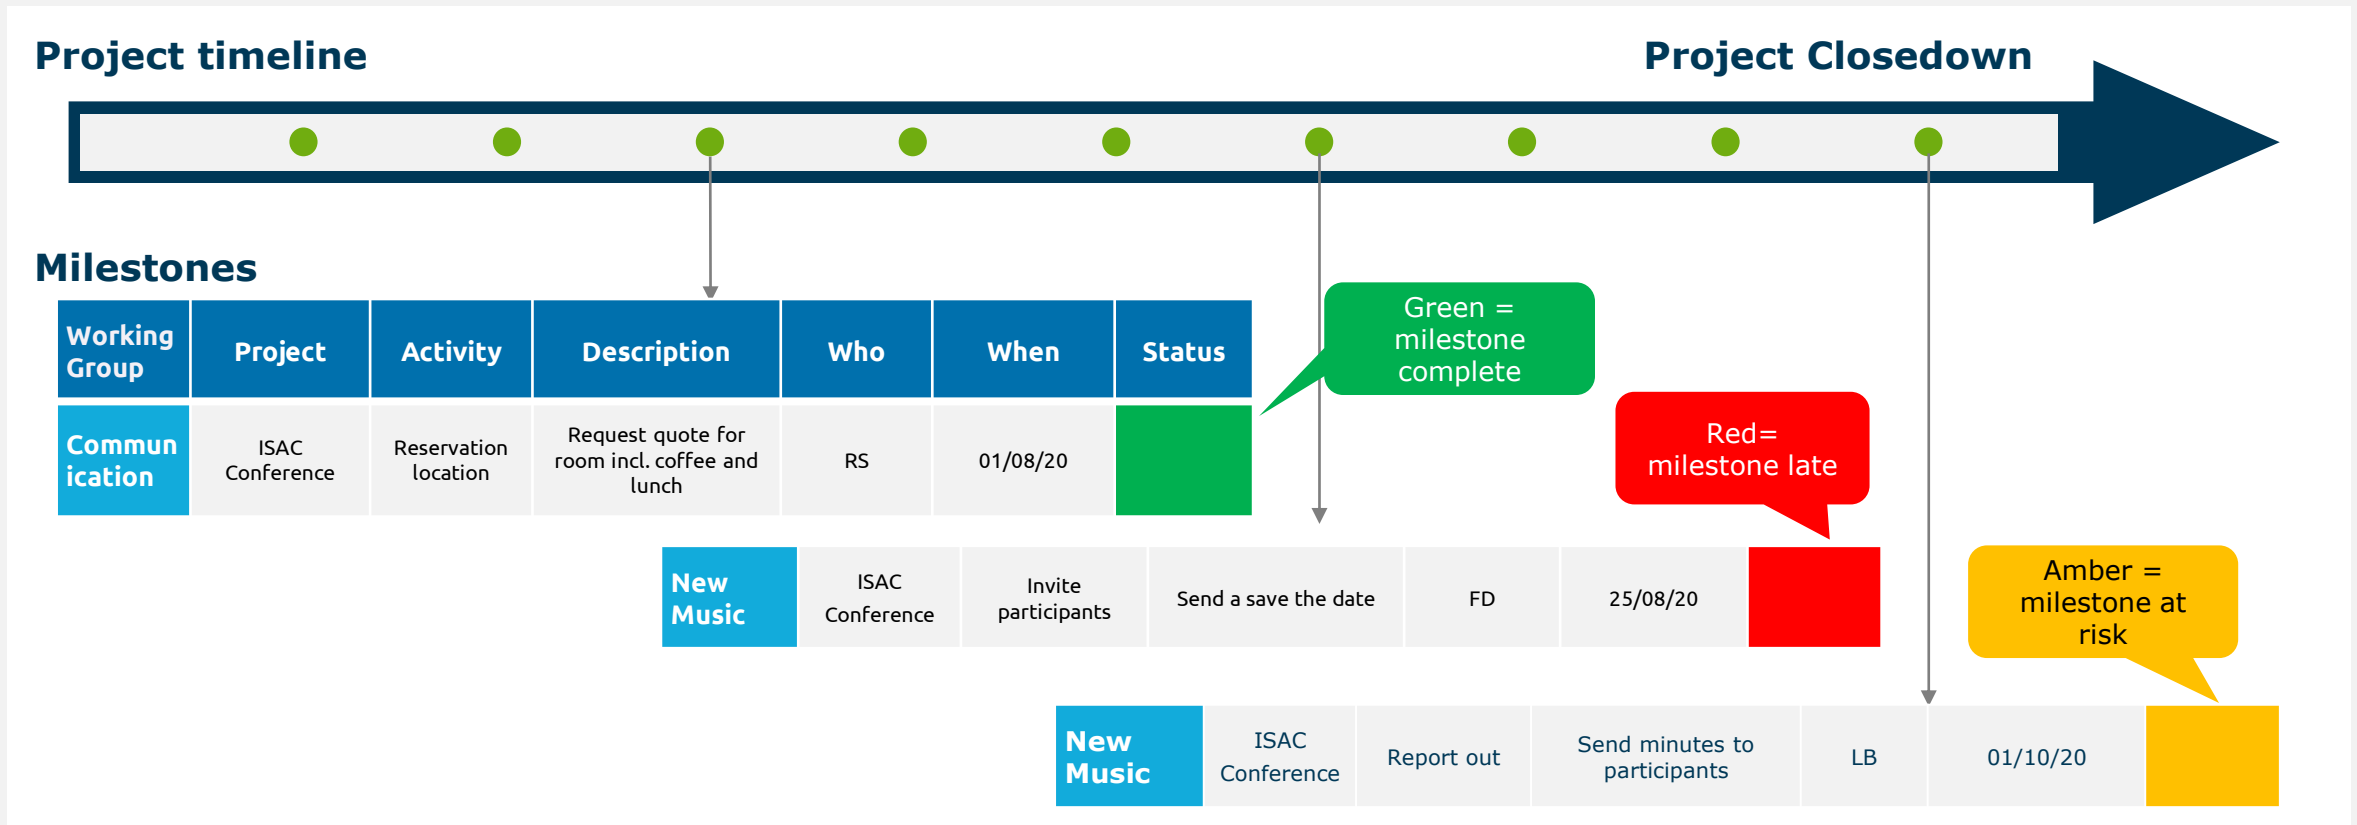 Project timeline
Project Closedown
Milestones
Working
Group
Project
Activity
Description
Who
When
Status
Green =
milestone
complete
Commun
ication
ISAC
Conference
Reservation
location
Request quote for
room incl. coffee and
lunch
RS
01/08/20
Red=
milestone late
New
Music
ISAC
Conference
Invite
participants
Send a save the date
FD
25/08/20
Amber =
milestone at
risk
New
Music
ISAC
Conference
Report out
Send minutes to
participants
LB
01/10/20